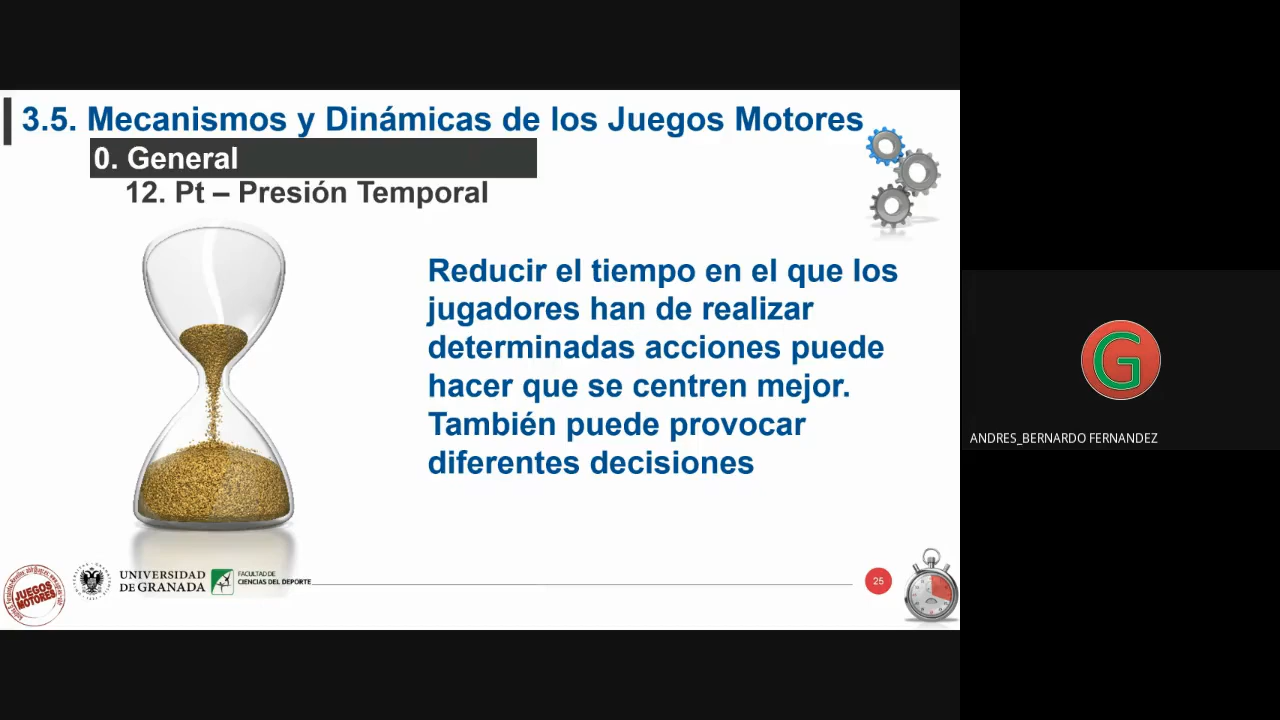 3.5. Mecanismos y Dinámicas de los Juegos Motores
0. General
12. Pt – Presión Temporal
Reducir el tiempo en el que los
jugadores han de realizar
determinadas acciones puede
hacer que se centren mejor.
También puede provocar
diferentes decisiones
JUEGOS
MOTORES
UNIVERSIDAD
DE GRANADA
FACULTAD DE
CIENCIAS DEL DEPORTE
25
G
ANDRES_BERNARDO FERNANDEZ